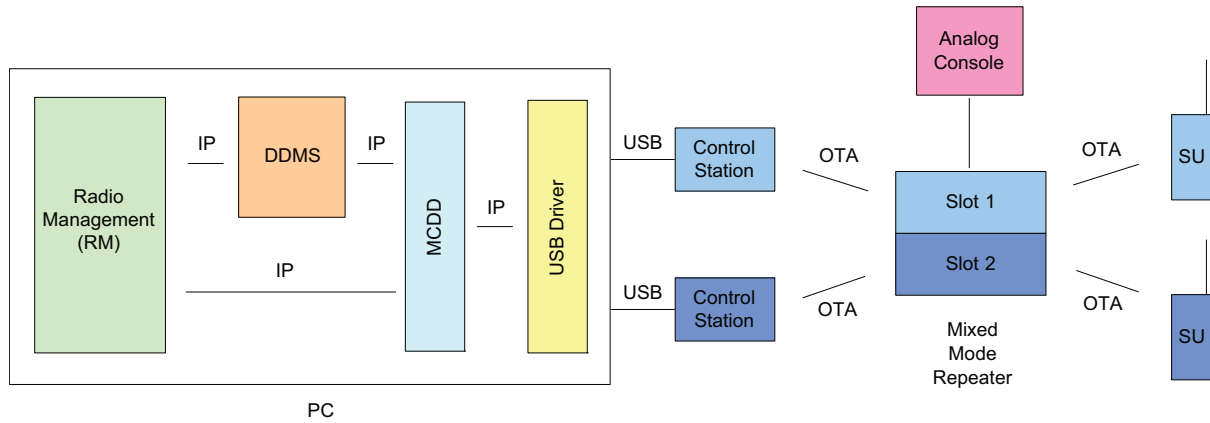 Analog
Console
IP
DDMS
IP
Radio
Management
(RM)
IP
MCDD
IP
USB Driver
PC
USB
Control
Station
OTA
USB
Control
Station
OTA
Slot 1
Slot 2
Mixed
Mode
Repeater
OTA
SU
OTA
SU